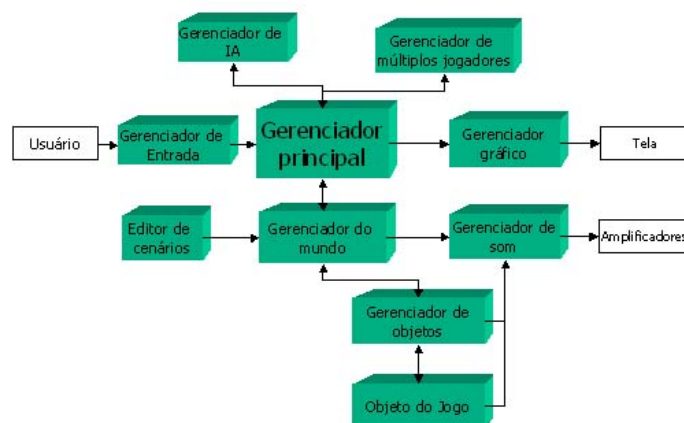 Gerenciador de
IA
Gerenciador de
múltiplos jogadores
Usuário
Gerenciador de
Entrada
Gerenciador
principal
Gerenciador
gráfico
Tela
Editor de
cenários
Gerenciador do
mundo
Gerenciador de
som
Amplificadores
Gerenciador de
objetos
Objeto do Jogo